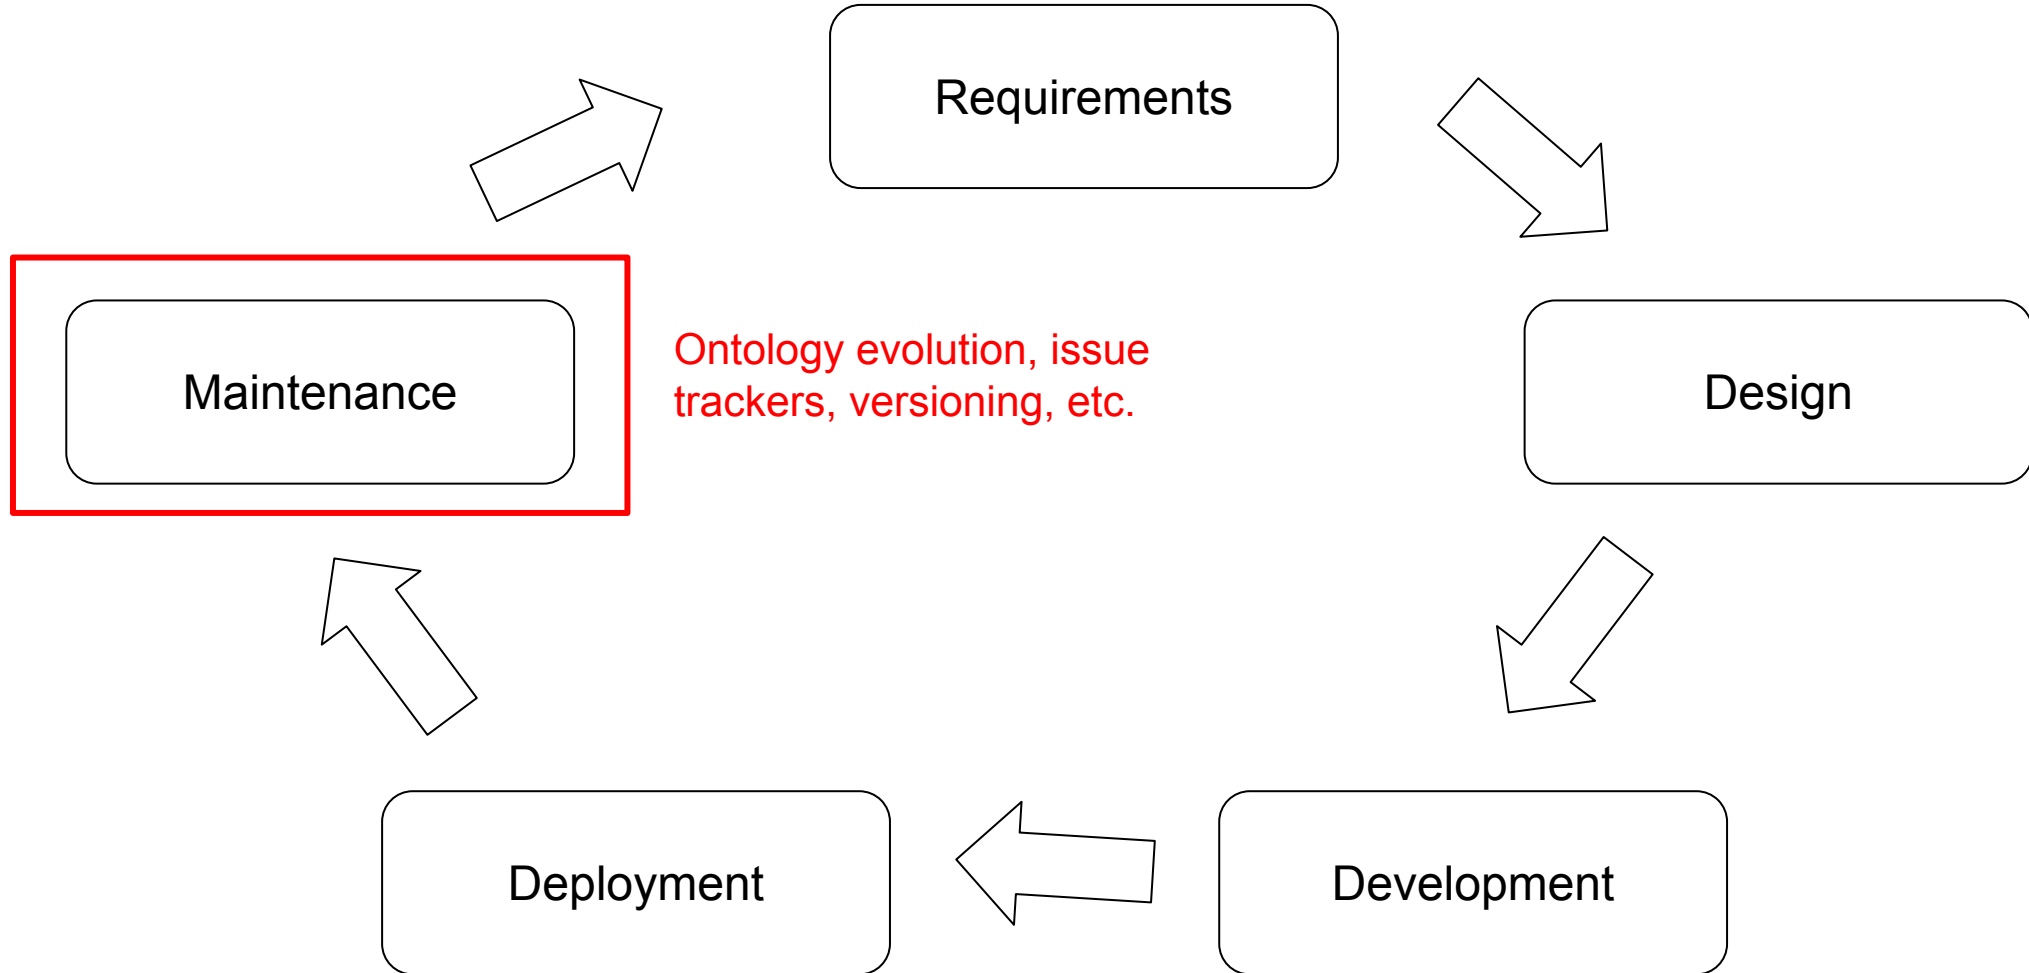 Requirements
Maintenance
Ontology evolution, issue
trackers, versioning, etc.
Design
Deployment
Development